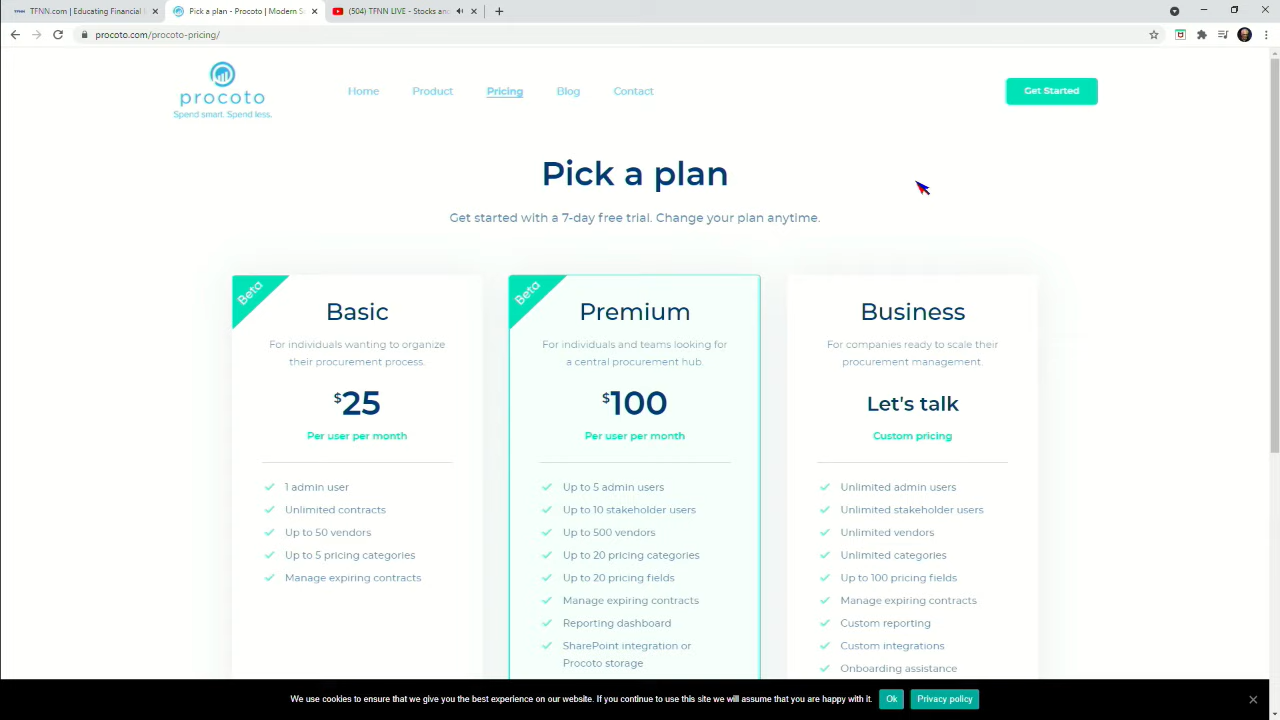 TFNN.com | Educating Financial
Pick a plan - Procoto | Modern S
(504) TFNN LIVE - Stocks an
procoto.com/procoto-pricing/
procoto
Spend smart. Spend less.
Home
Product
Pricing
Blog
Contact
Get Started
Pick a plan
Get started with a 7-day free trial. Change your plan anytime.
Beta
Basic
For individuals wanting to organize
their procurement process.
$25
Per user per month
1 admin user
Unlimited contracts
Up to 50 vendors
Up to 5 pricing categories
Manage expiring contracts
Beta
Premium
For individuals and teams looking for
a central procurement hub.
$100
Per user per month
Up to 5 admin users
Up to 10 stakeholder users
Up to 500 vendors
Up to 20 pricing categories
Up to 20 pricing fields
Manage expiring contracts
Reporting dashboard
SharePoint integration or
Procoto storage
Business
For companies ready to scale their
procurement management.
Let's talk
Custom pricing
Unlimited admin users
Unlimited stakeholder users
Unlimited vendors
Unlimited categories
Up to 100 pricing fields
Manage expiring contracts
Custom reporting
Custom integrations
Onboarding assistance
We use cookies to ensure that we give you the best experience on our website. If you continue to use this site we will assume that you are happy with it.
Ok
Privacy policy